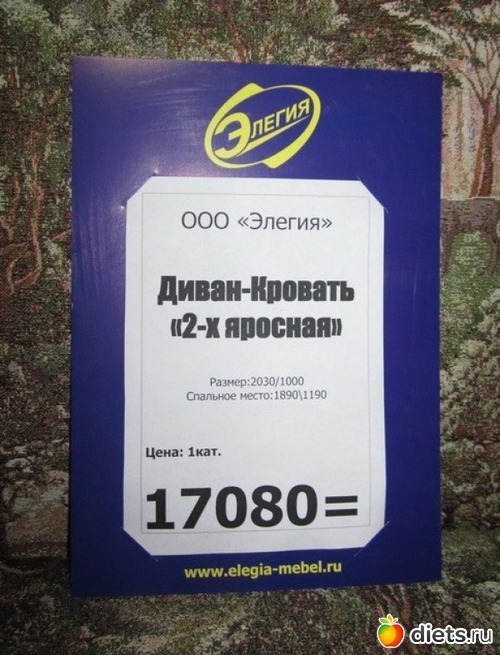 Элегия
ООО «Элегия»
Диван-Кровать
«2-х яросная»
Размер:2030/1000
Спальное место:1890\1190
Цена: 1кат.
17080=
www.elegia-mebel.ru
diets.ru